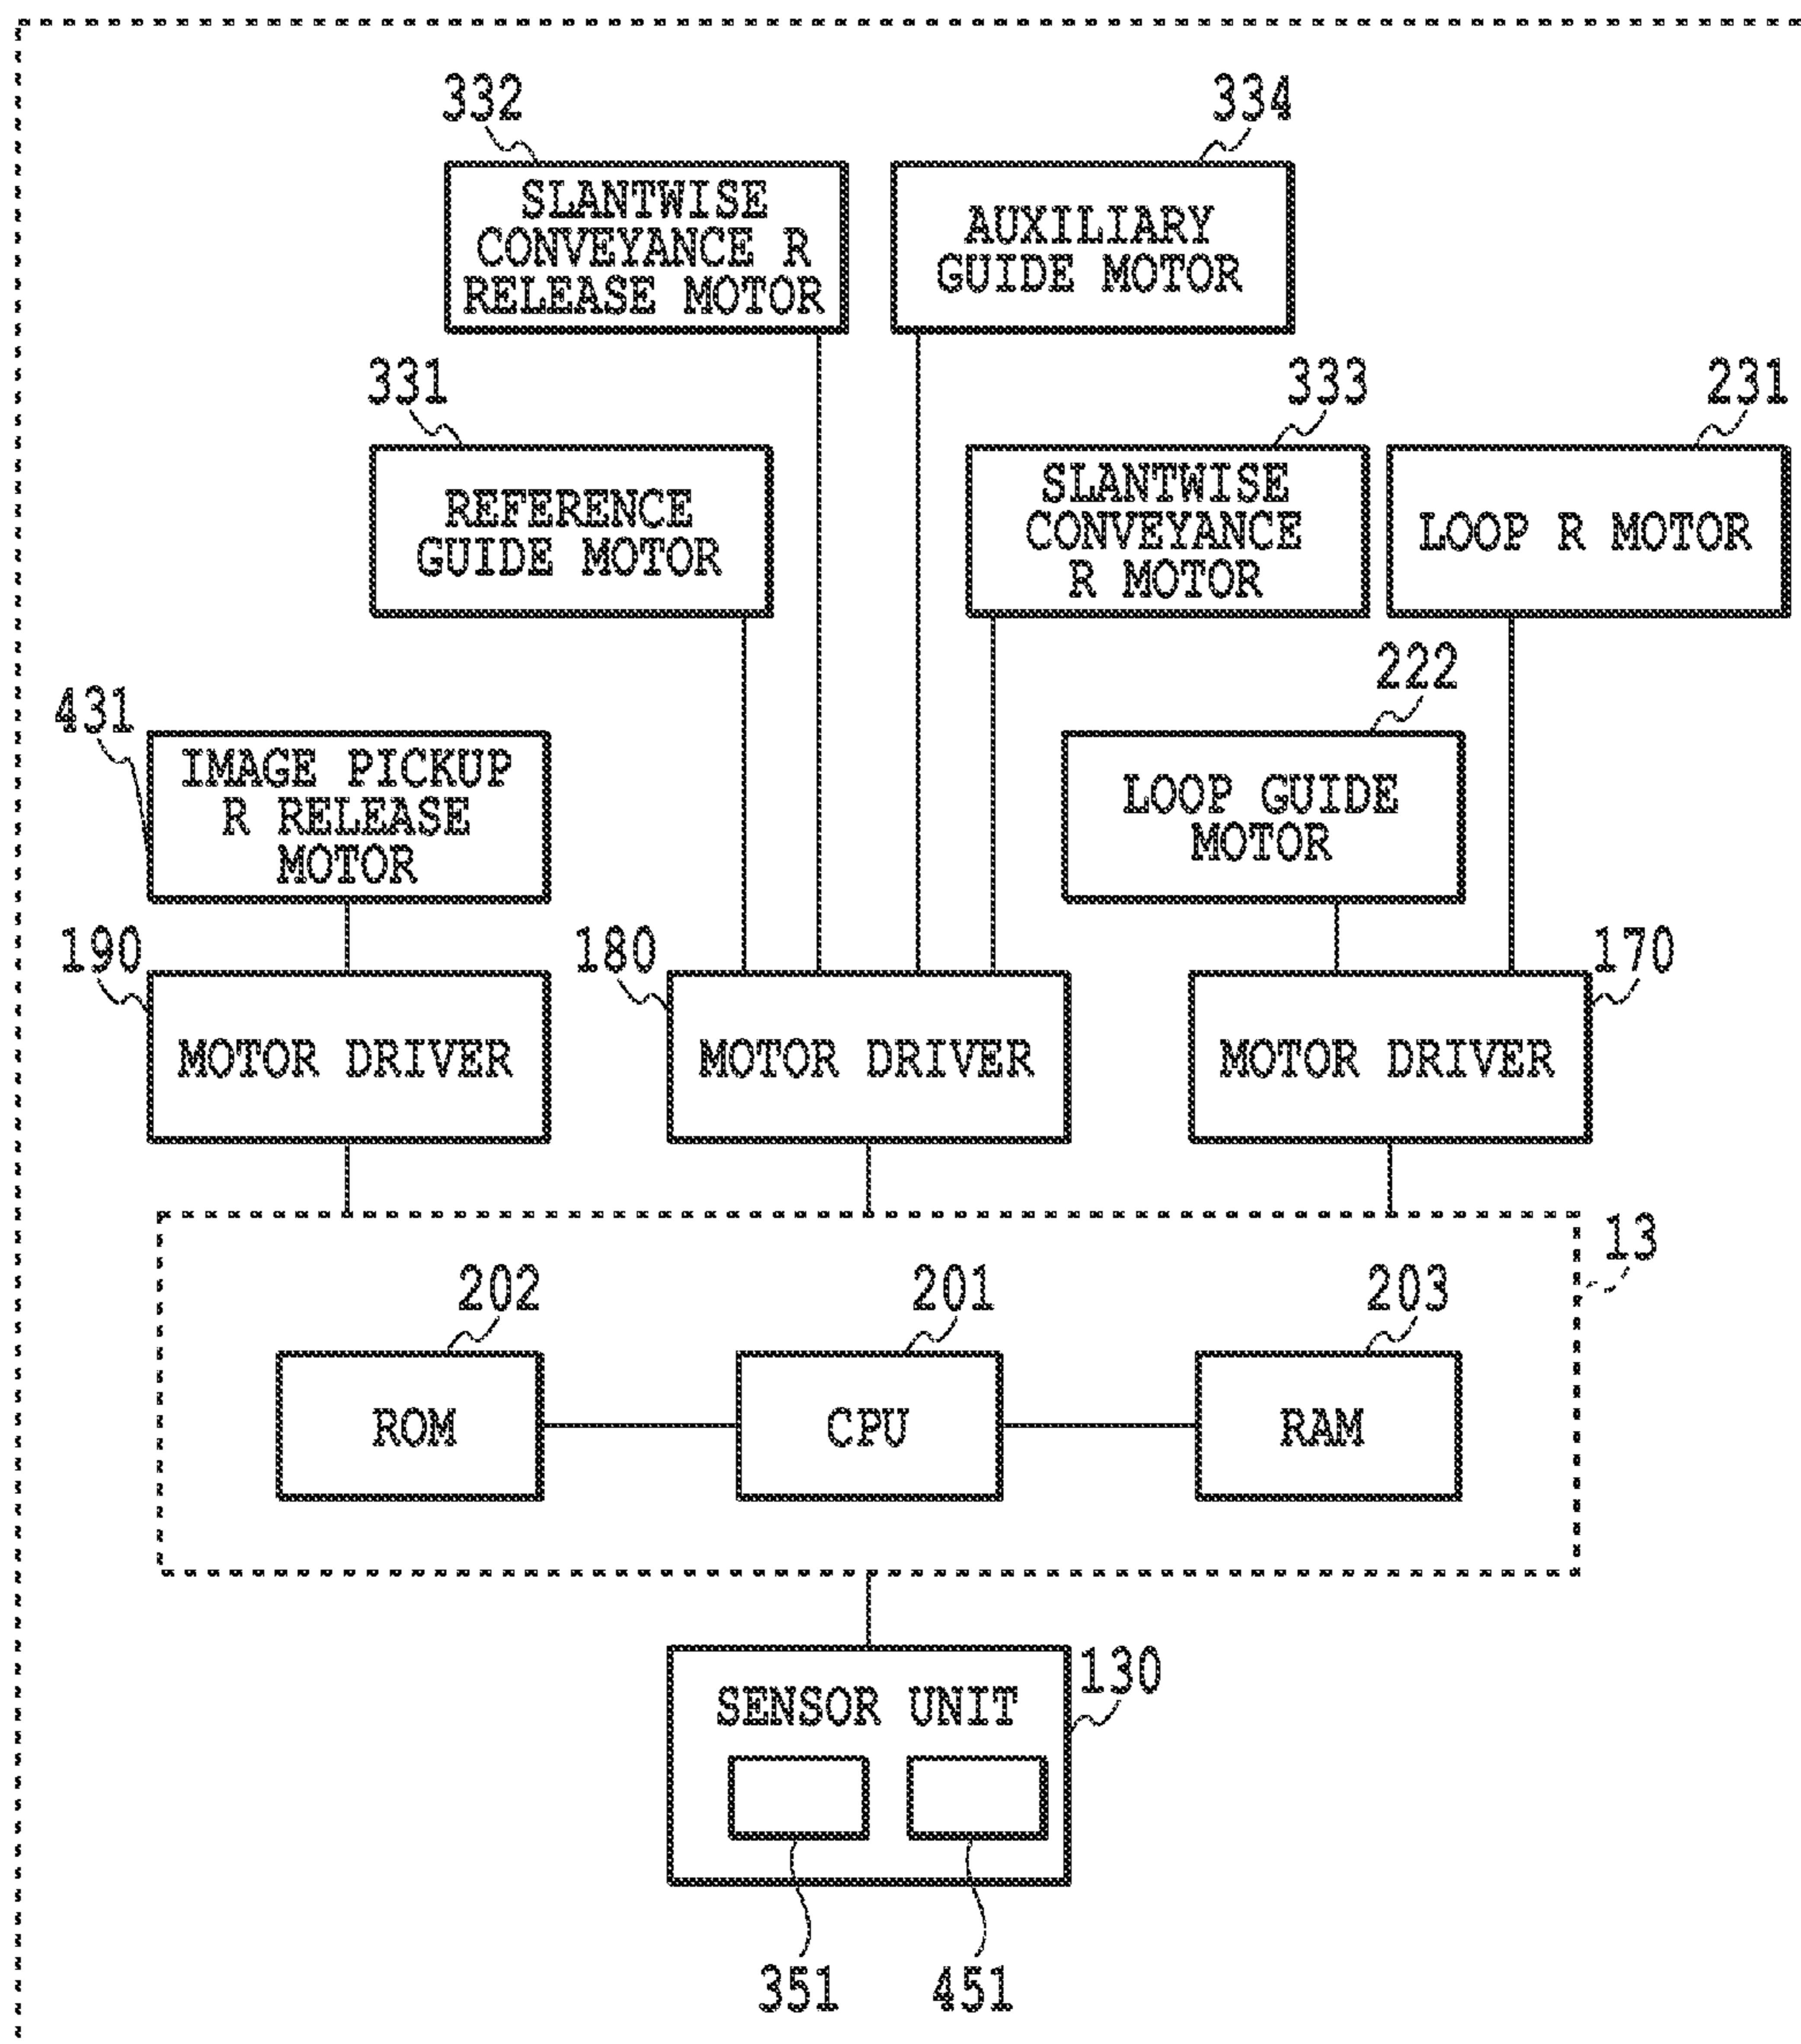 332
334
SLANTWISE
CONVEYANCE R
RELEASE MOTOR
AUXILIARY
GUIDE MOTOR
331
333
231
REFERENCE
GUIDE MOTOR
SLANTWISE
CONVEYANCE
R MOTOR
LOOP R MOTOR
222
431
IMAGE PICKUP
R RELEASE
MOTOR
LOOP GUIDE
MOTOR
190
180
170
MOTOR DRIVER
MOTOR DRIVER
MOTOR DRIVER
13
202
201
203
ROM
CPU
RAM
130
SENSOR UNIT
351
451